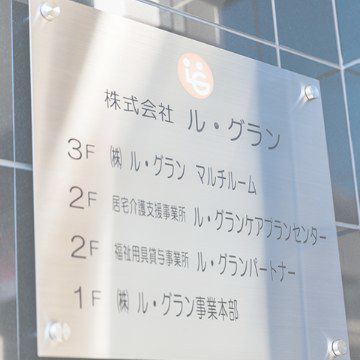 株式会社 ル・グラン
3F ㈱ ル・グラン マルチルーム
2F 居宅介護支援事業所 ル・グランケアプランセンター
2F 福祉用具貸与事業所 ル・グランパートナー
1F ㈱ ル・グラン事業本部